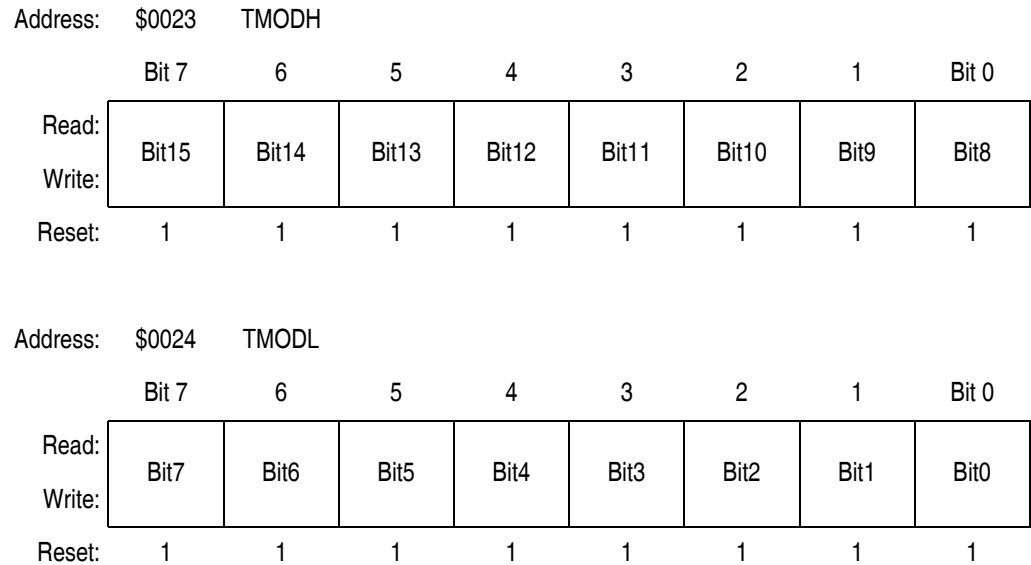 Address: $0023 TMODH
Bit 7 6 5 4 3 2 1 Bit 0
Read:
Bit15 Bit14 Bit13 Bit12 Bit11 Bit10 Bit9 Bit8
Write:
Reset: 1 1 1 1 1 1 1 1
Address: $0024 TMODL
Bit 7 6 5 4 3 2 1 Bit 0
Read:
Bit7 Bit6 Bit5 Bit4 Bit3 Bit2 Bit1 Bit0
Write:
Reset: 1 1 1 1 1 1 1 1